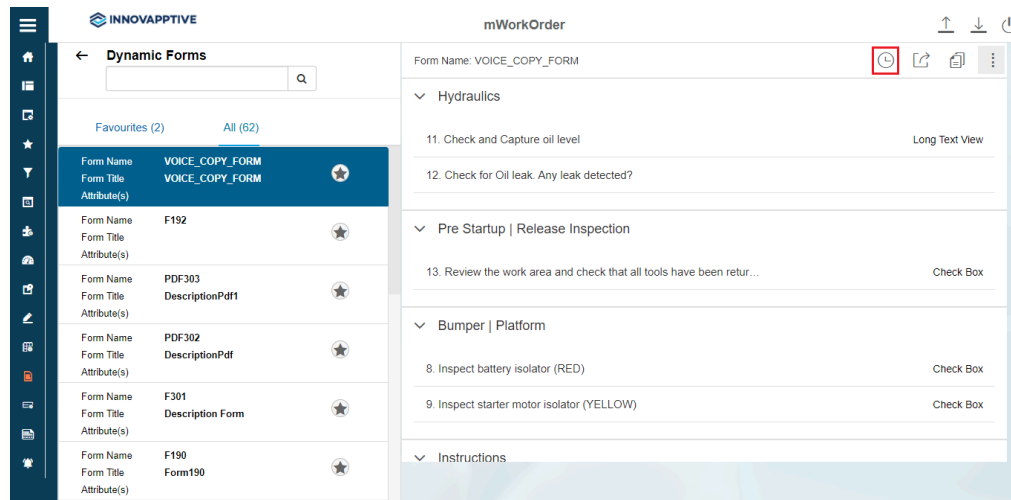 INNOVAPPTIVE
mWorkOrder
Dynamic Forms
Favourites (2) All (62)
Form Name VOICE_COPY_FORM
Form Title VOICE_COPY_FORM
Attribute(s)
Form Name F192
Form Title
Attribute(s)
Form Name PDF303
Form Title DescriptionPdf1
Attribute(s)
Form Name PDF302
Form Title DescriptionPdf
Attribute(s)
Form Name F301
Form Title Description Form
Attribute(s)
Form Name F190
Form Title Form190
Attribute(s)
Form Name: VOICE_COPY_FORM
Hydraulics
11. Check and Capture oil level Long Text View
12. Check for Oil leak. Any leak detected?
Pre Startup | Release Inspection
13. Review the work area and check that all tools have been retur... Check Box
Bumper | Platform
8. Inspect battery isolator (RED) Check Box
9. Inspect starter motor isolator (YELLOW) Check Box
Instructions